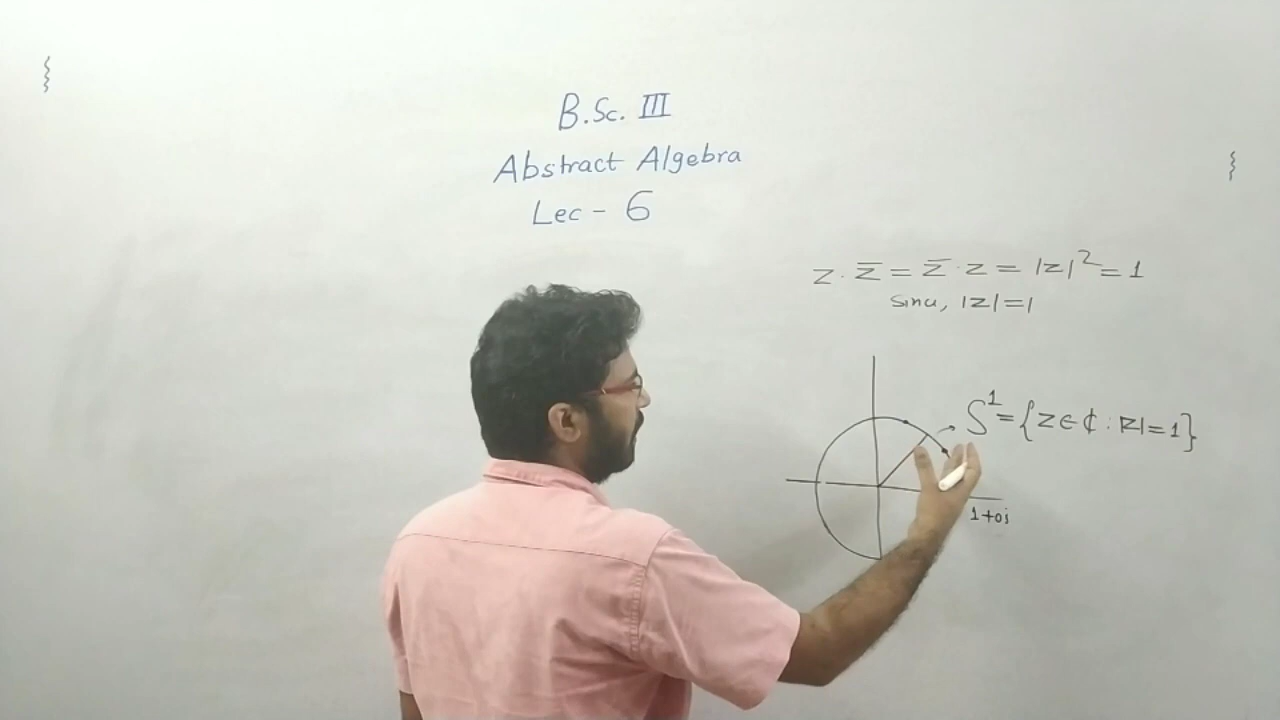 B.Sc. III
Abstract Algebra
Lec - 6
z · z̅ = z̅ · z = |z|² = 1
since, |z|=1
S¹ = {z ∈ ℂ : |z|=1}
1+0i